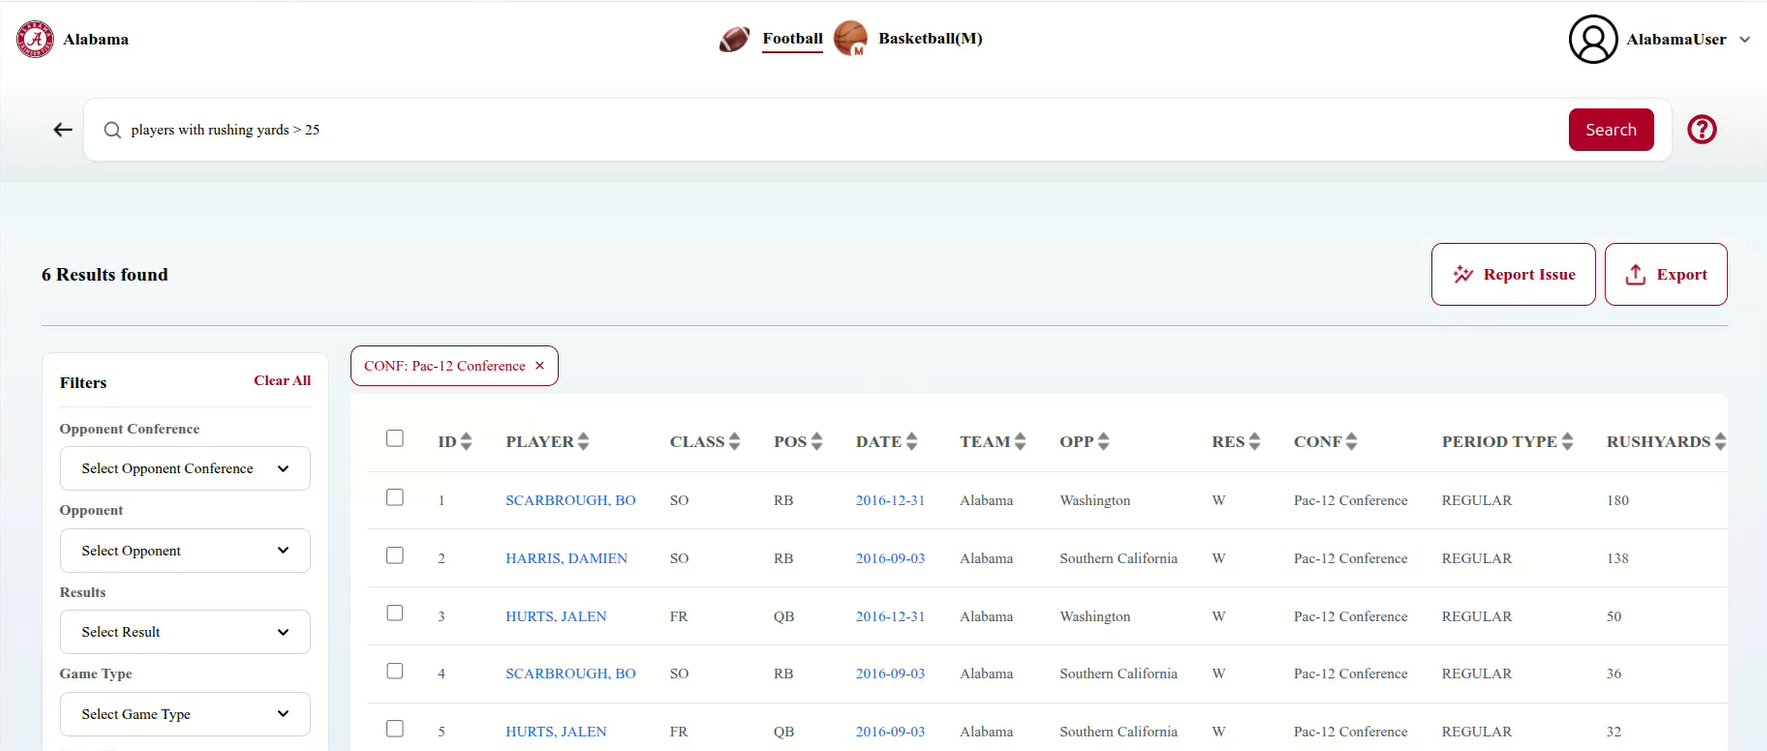 Alabama
Football
Basketball(M)
AlabamaUser
players with rushing yards > 25
Search
6 Results found
Report Issue
Export
Filters
Clear All
Opponent Conference
Select Opponent Conference
Opponent
Select Opponent
Results
Select Result
Game Type
Select Game Type
CONF: Pac-12 Conference ×
ID PLAYER CLASS POS DATE TEAM OPP RES CONF PERIOD TYPE RUSHYARDS
1 SCARBROUGH, BO SO RB 2016-12-31 Alabama Washington W Pac-12 Conference REGULAR 180
2 HARRIS, DAMIEN SO RB 2016-09-03 Alabama Southern California W Pac-12 Conference REGULAR 138
3 HURTS, JALEN FR QB 2016-12-31 Alabama Washington W Pac-12 Conference REGULAR 50
4 SCARBROUGH, BO SO RB 2016-09-03 Alabama Southern California W Pac-12 Conference REGULAR 36
5 HURTS, JALEN FR QB 2016-09-03 Alabama Southern California W Pac-12 Conference REGULAR 32